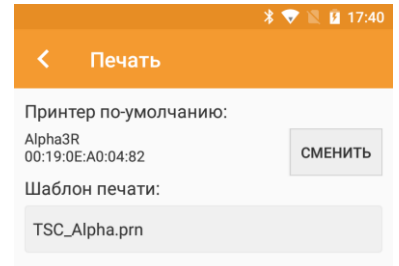 17:40
Печать
Принтер по-умолчанию:
Alpha3R
00:19:0E:A0:04:82
СМЕНИТЬ
Шаблон печати:
TSC_Alpha.prn